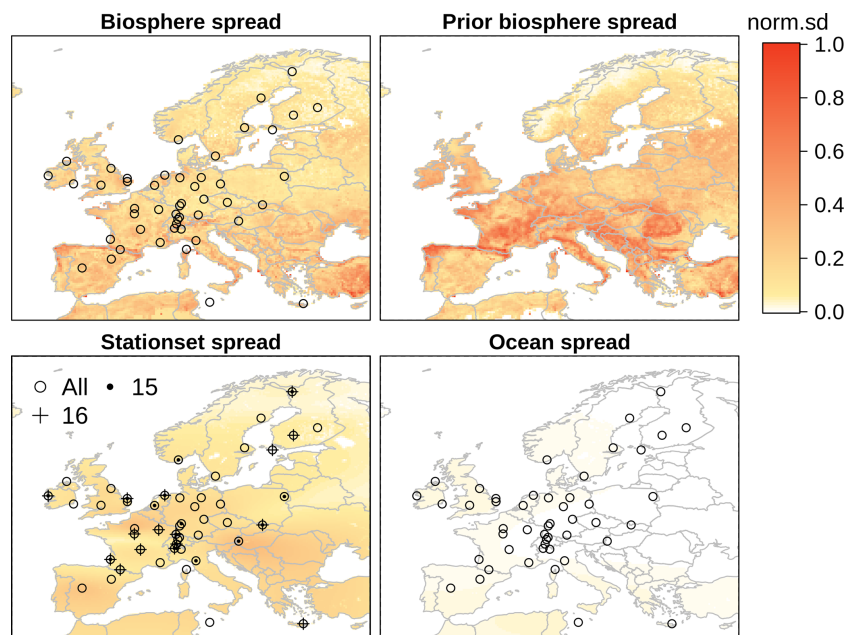 Biosphere spread
Prior biosphere spread
norm.sd
1.0
0.8
0.6
0.4
0.2
0.0
Stationset spread
Ocean spread
All
15
16